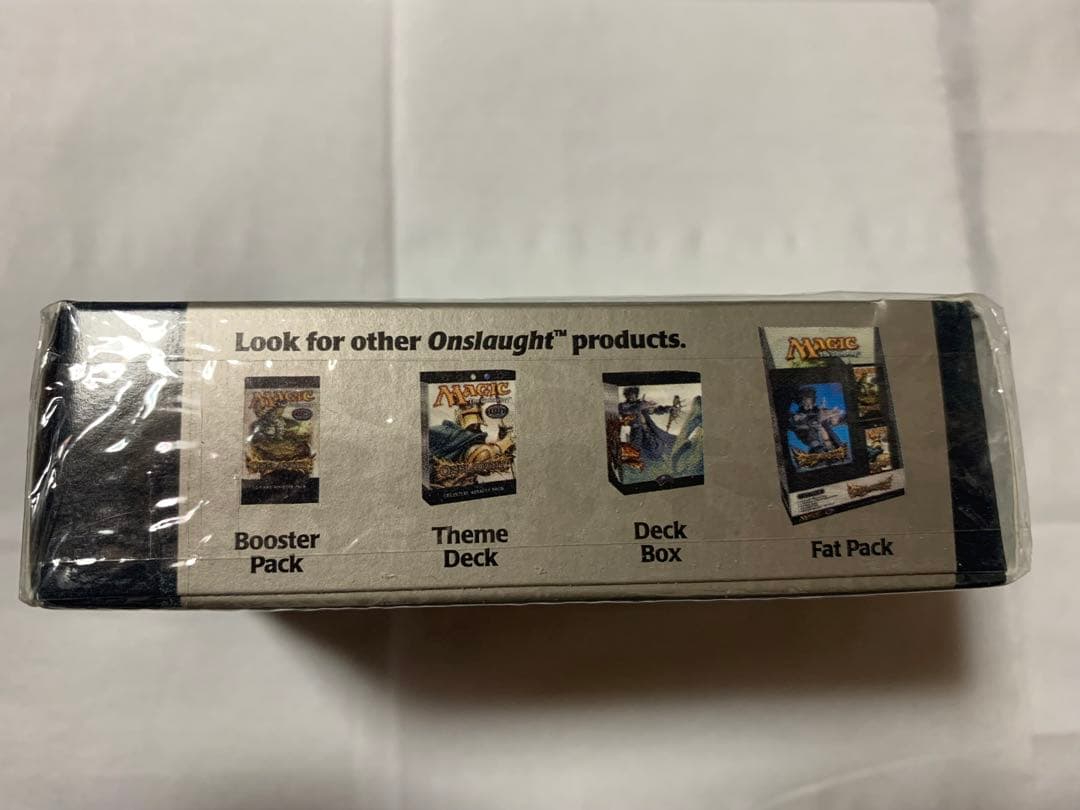 Look for other Onslaught™ products.
MAGIC
MAGIC
MAGIC
Booster
Pack
Theme
Deck
Deck
Box
Fat Pack